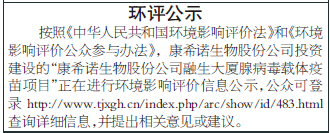 环评公示
按照《中华人民共和国环境影响评价法》和《环境
影响评价公众参与办法》，康希诺生物股份公司投资
建设的“康希诺生物股份公司融生大厦腺病毒载体疫
苗项目”正在进行环境影响评价信息公示，公众可登
录 http://www.tjxgh.cn/index.php/arc/show/id/483.html
查询详细信息，并提出相关意见或建议。